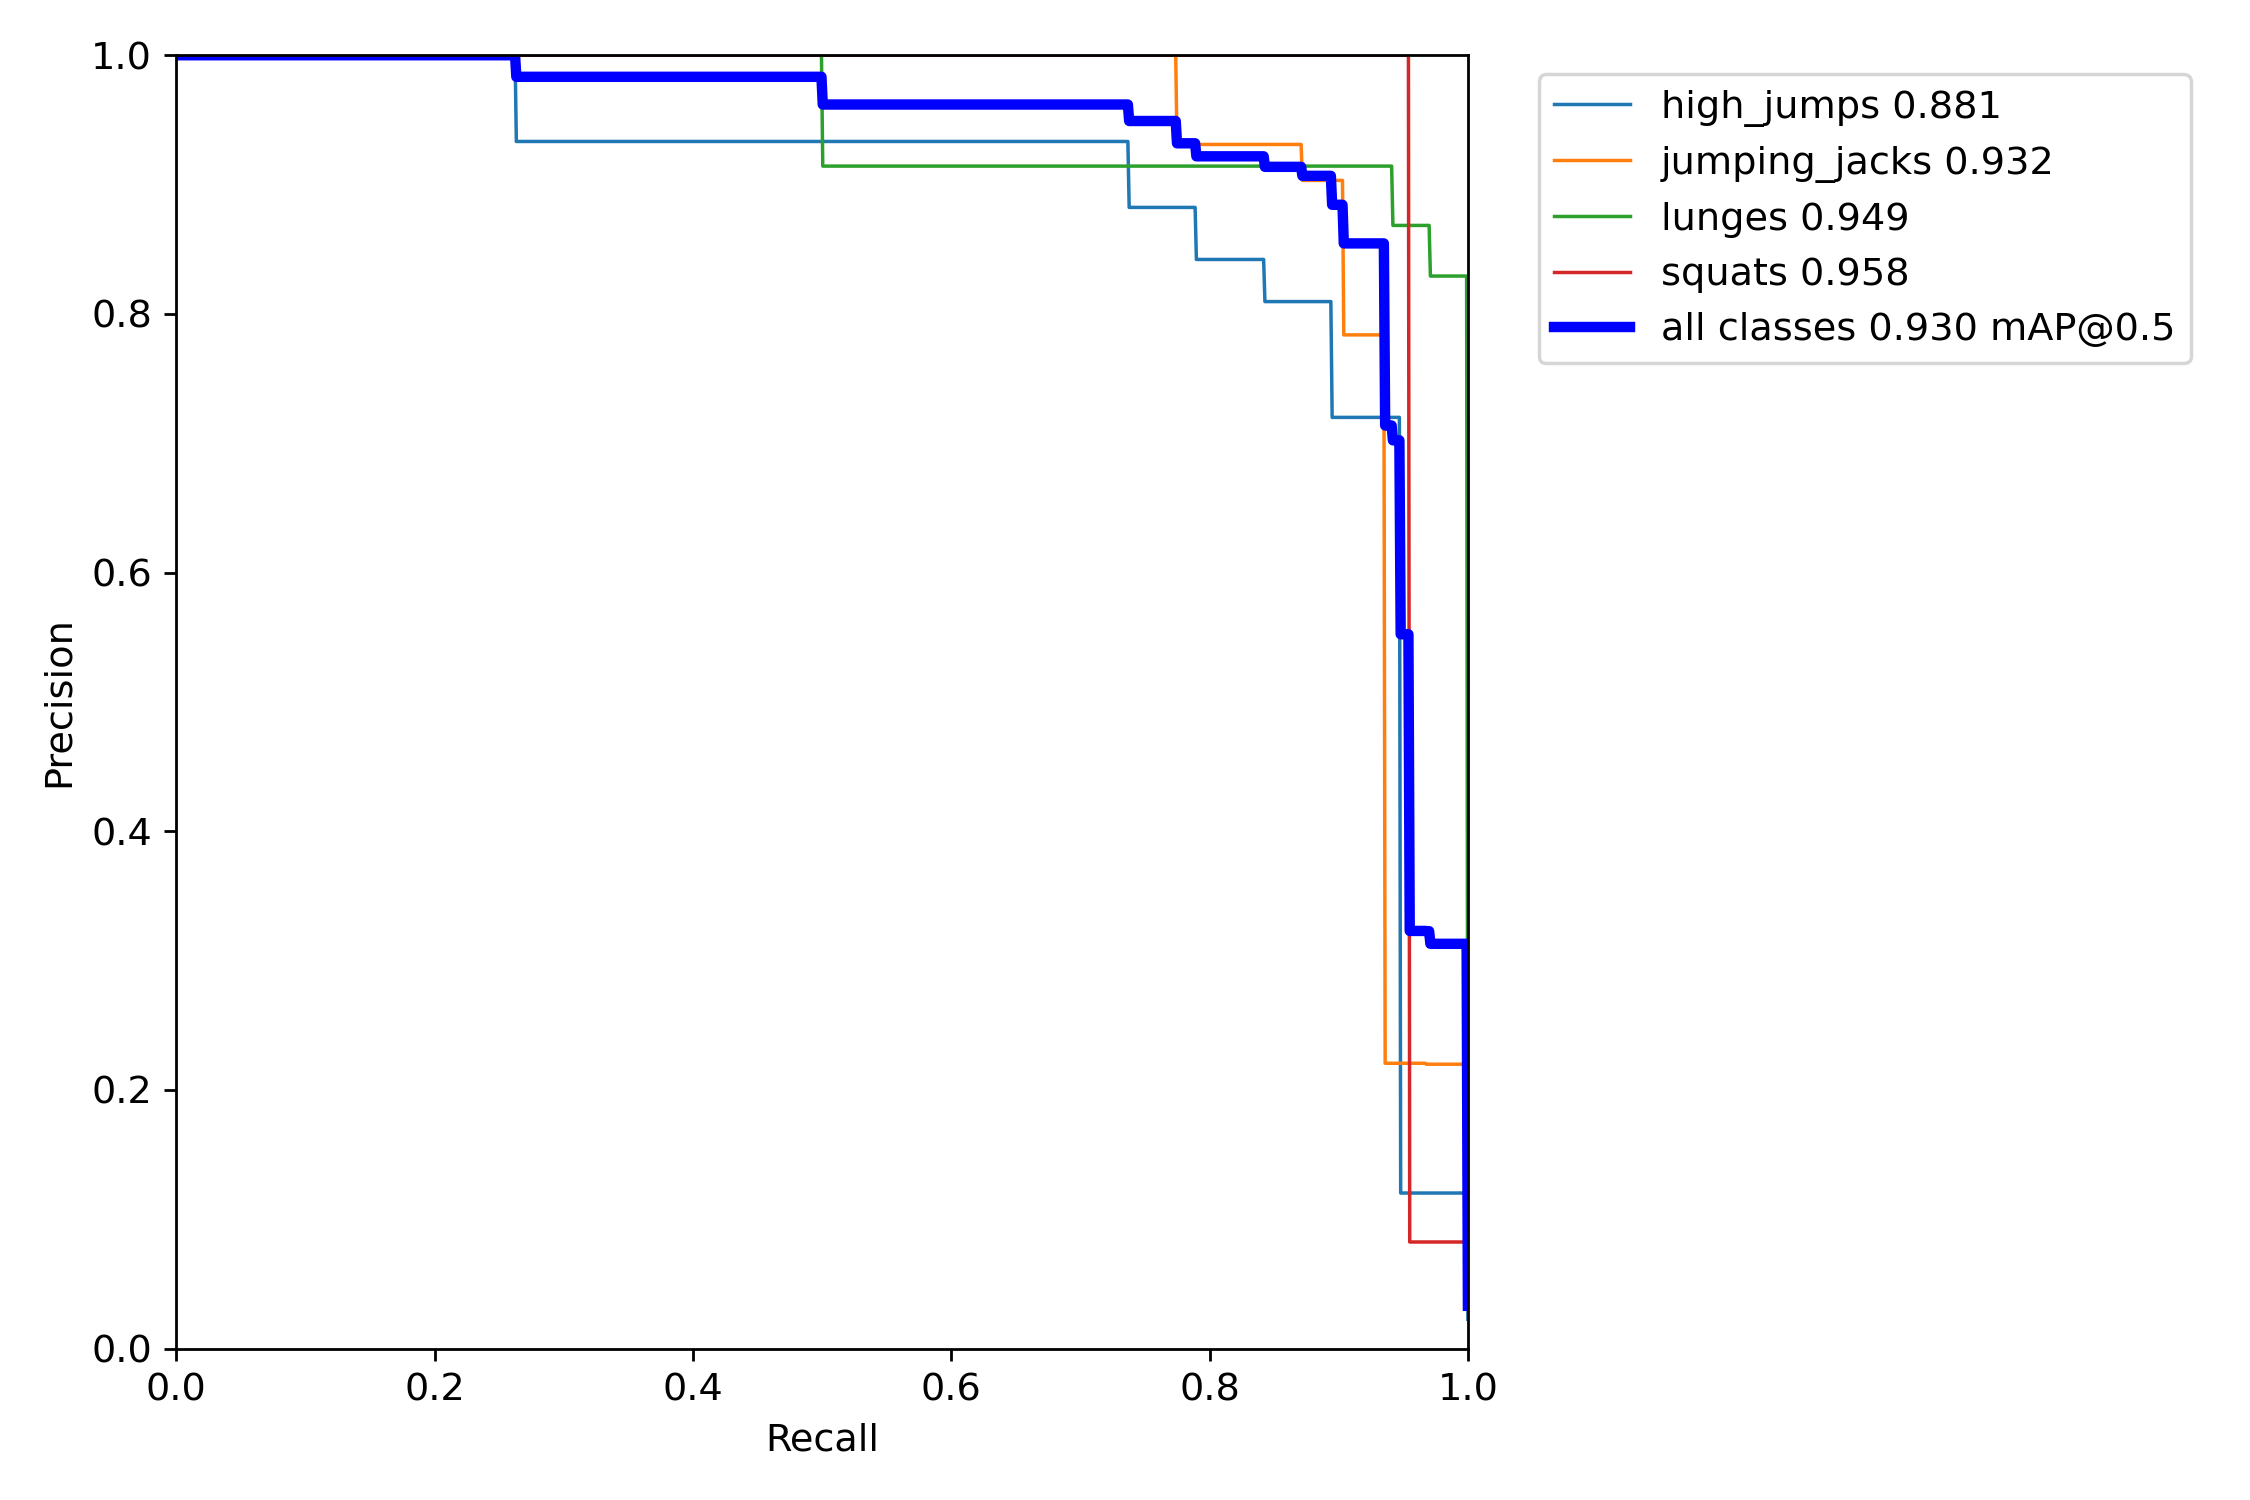 1.0
0.8
0.6
0.4
0.2
0.0
Precision
0.0 0.2 0.4 0.6 0.8 1.0
Recall
high_jumps 0.881
jumping_jacks 0.932
lunges 0.949
squats 0.958
all classes 0.930 mAP@0.5